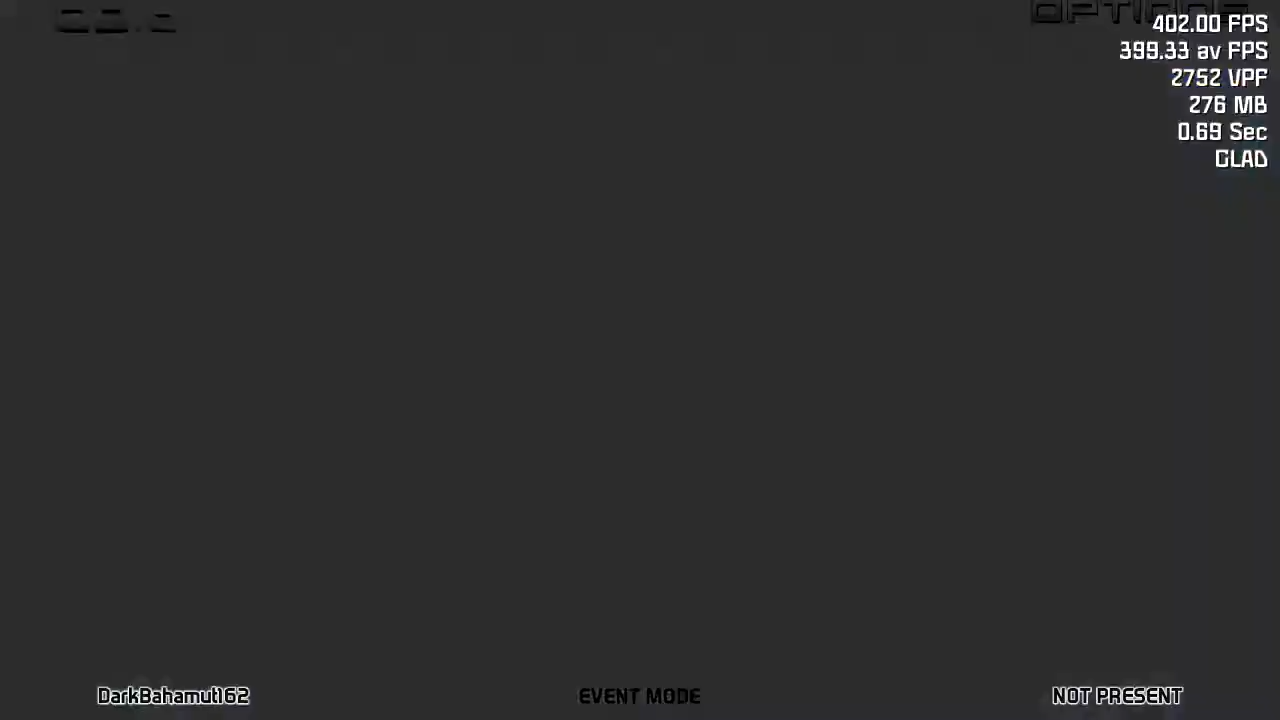 OPTIONS
402.00 FPS
399.33 av FPS
2752 VPF
276 MB
0.69 Sec
GLAD
DarkBahamut162
EVENT MODE
NOT PRESENT